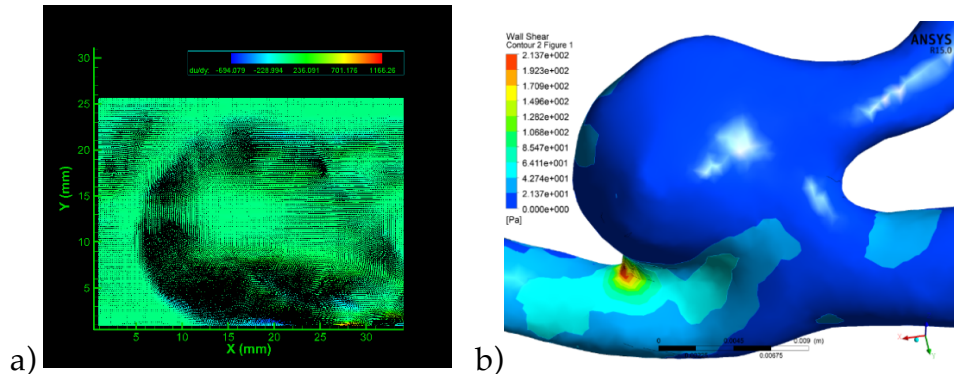 du/dy: -694.079 -228.994 236.091 701.176 1166.26
30
25
20
15
10
5
Y (mm)
5 10 15 20 25 30
X (mm)
a)
Wall Shear
Contour 2 Figure 1
2.137e+002
1.923e+002
1.709e+002
1.496e+002
1.282e+002
1.068e+002
8.547e+001
6.411e+001
4.274e+001
2.137e+001
0.000e+000
[Pa]
ANSYS
R15.0
0.0045 0.009 (m)
0.00675
b)